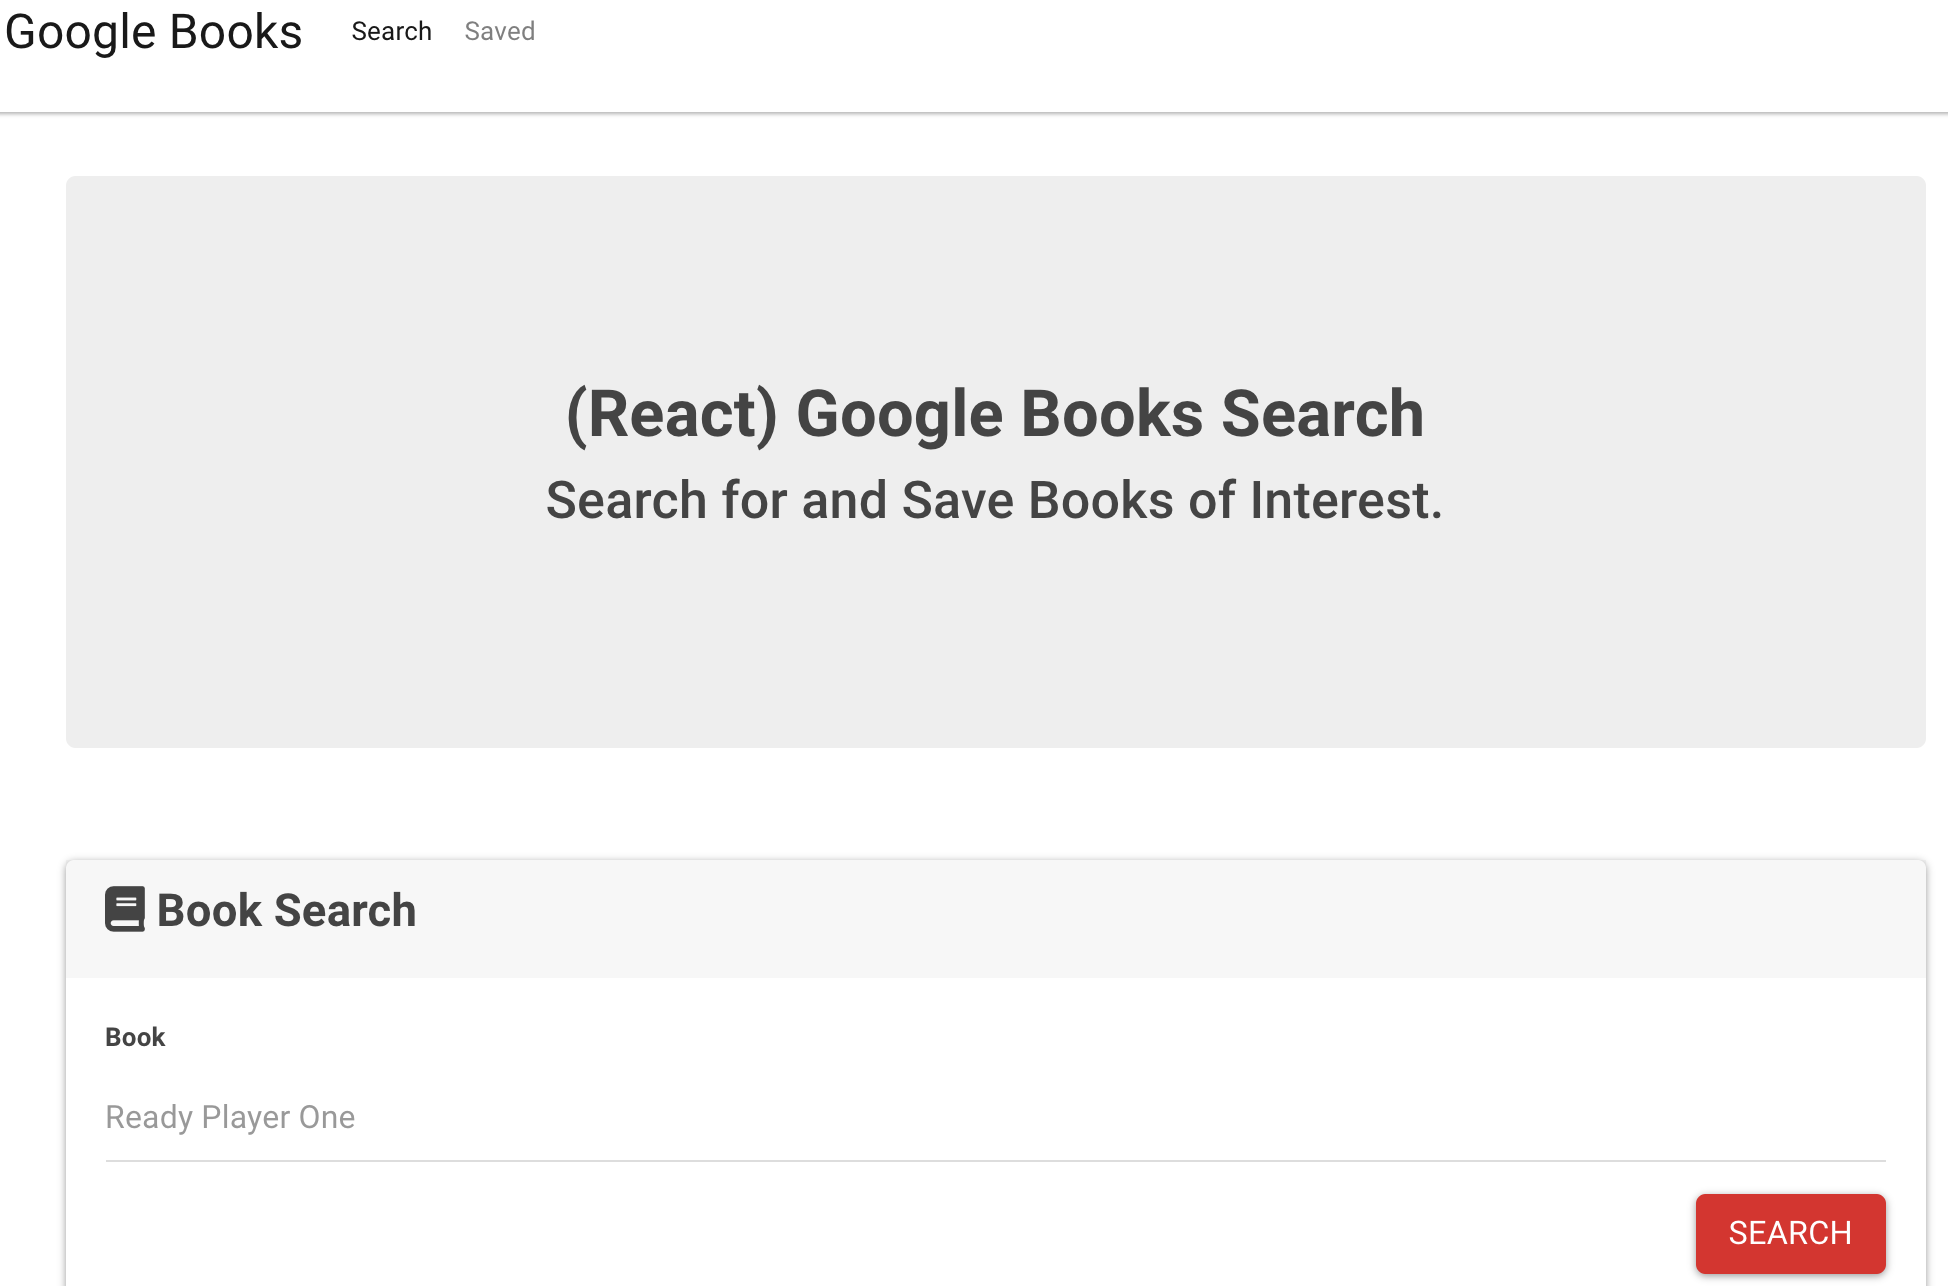 Google Books Search Saved
(React) Google Books Search
Search for and Save Books of Interest.
Book Search
Book
Ready Player One
SEARCH